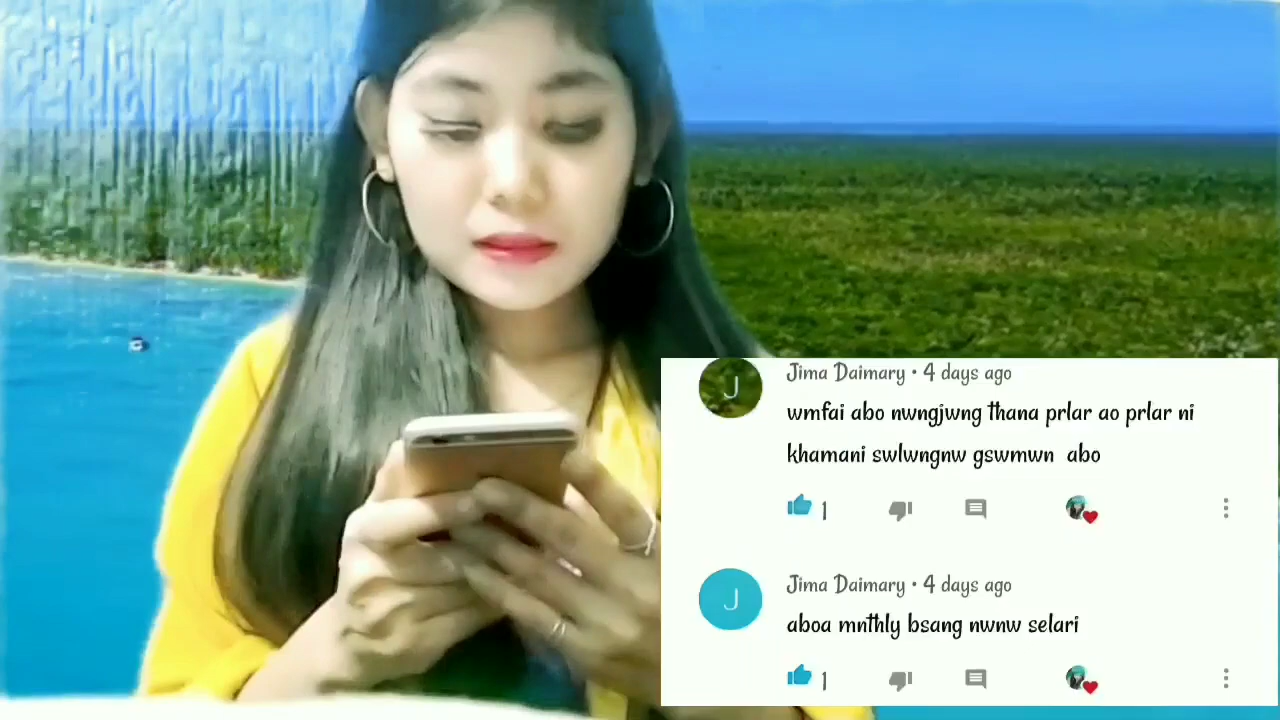 J
Jima Daimary • 4 days ago
wmfai abo nwngjwng thana prlar ao prlar ni
khamani swlwngnw gswmwn abo
1
J
Jima Daimary • 4 days ago
aboa mnthly bsang nwnw selari
1